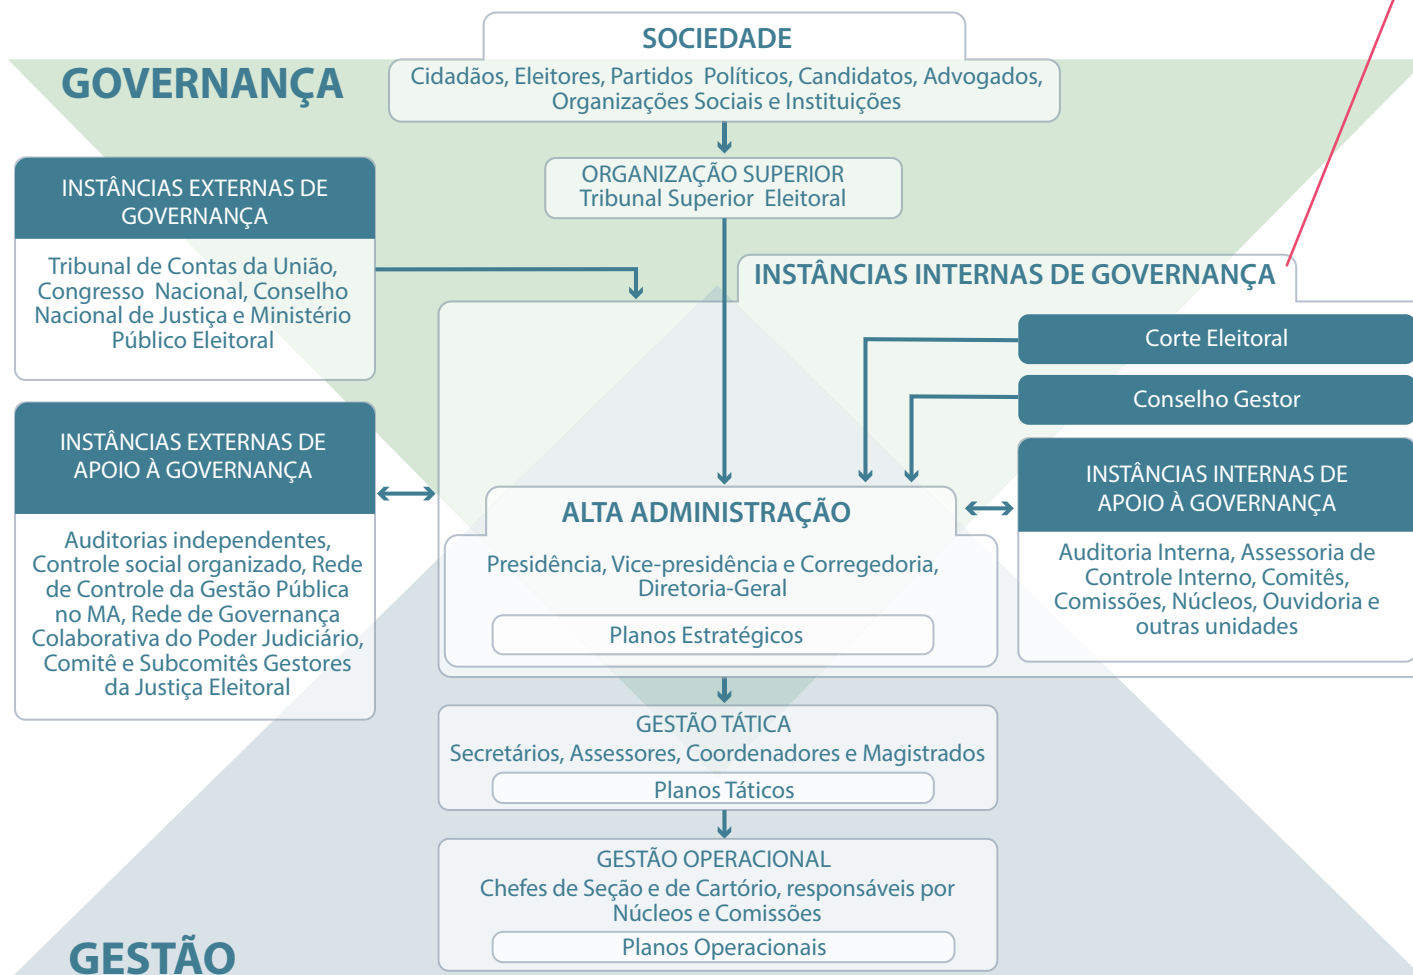 SOCIEDADE
GOVERNANÇA
Cidadãos, Eleitores, Partidos Políticos, Candidatos, Advogados,
Organizações Sociais e Instituições
ORGANIZAÇÃO SUPERIOR
Tribunal Superior Eleitoral
INSTÂNCIAS EXTERNAS DE
GOVERNANÇA
Tribunal de Contas da União,
Congresso Nacional, Conselho
Nacional de Justiça e Ministério
Público Eleitoral
INSTÂNCIAS INTERNAS DE GOVERNANÇA
Corte Eleitoral
Conselho Gestor
INSTÂNCIAS EXTERNAS DE
APOIO À GOVERNANÇA
Auditorias independentes,
Controle social organizado, Rede
de Controle da Gestão Pública
no MA, Rede de Governança
Colaborativa do Poder Judiciário,
Comitê e Subcomitês Gestores
da Justiça Eleitoral
ALTA ADMINISTRAÇÃO
Presidência, Vice-presidência e Corregedoria,
Diretoria-Geral
Planos Estratégicos
INSTÂNCIAS INTERNAS DE
APOIO À GOVERNANÇA
Auditoria Interna, Assessoria de
Controle Interno, Comitês,
Comissões, Núcleos, Ouvidoria e
outras unidades
GESTÃO TÁTICA
Secretários, Assessores, Coordenadores e Magistrados
Planos Táticos
GESTÃO OPERACIONAL
Chefes de Seção e de Cartório, responsáveis por
Núcleos e Comissões
Planos Operacionais
GESTÃO